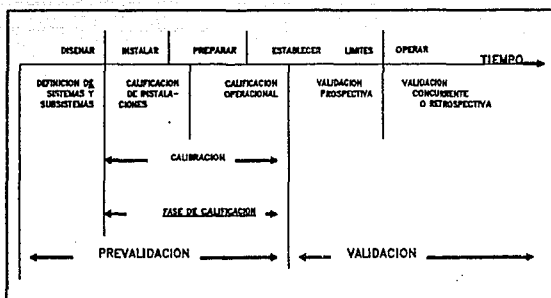 DISEÑAR INSTALAR PREPARAR ESTABLECER LIMITES OPERAR
TIEMPO
DEFINICION DE SISTEMAS Y SUBSISTEMAS
CALIFICACION DE INSTALA-CIONES
CALIFICACION OPERACIONAL
VALIDACION PROSPECTIVA
VALIDACION CONCURRENTE O RETROSPECTIVA
CALIBRACION
FASE DE CALIFICACION
PREVALIDACION VALIDACION